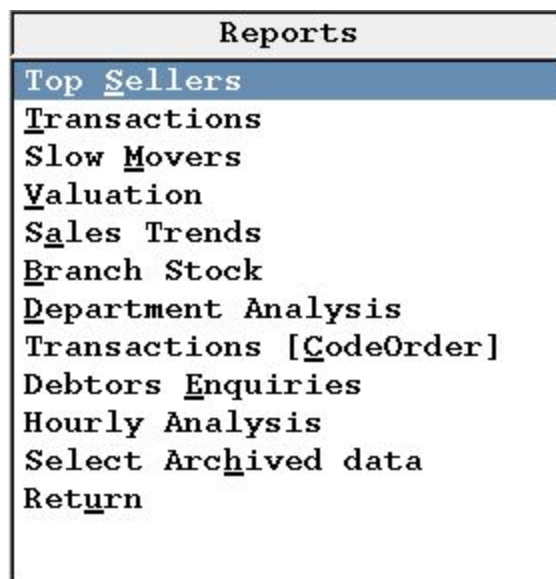 Reports
Top Sellers
Transactions
Slow Movers
Valuation
Sales Trends
Branch Stock
Department Analysis
Transactions [CodeOrder]
Debtors Enquiries
Hourly Analysis
Select Archived data
Return